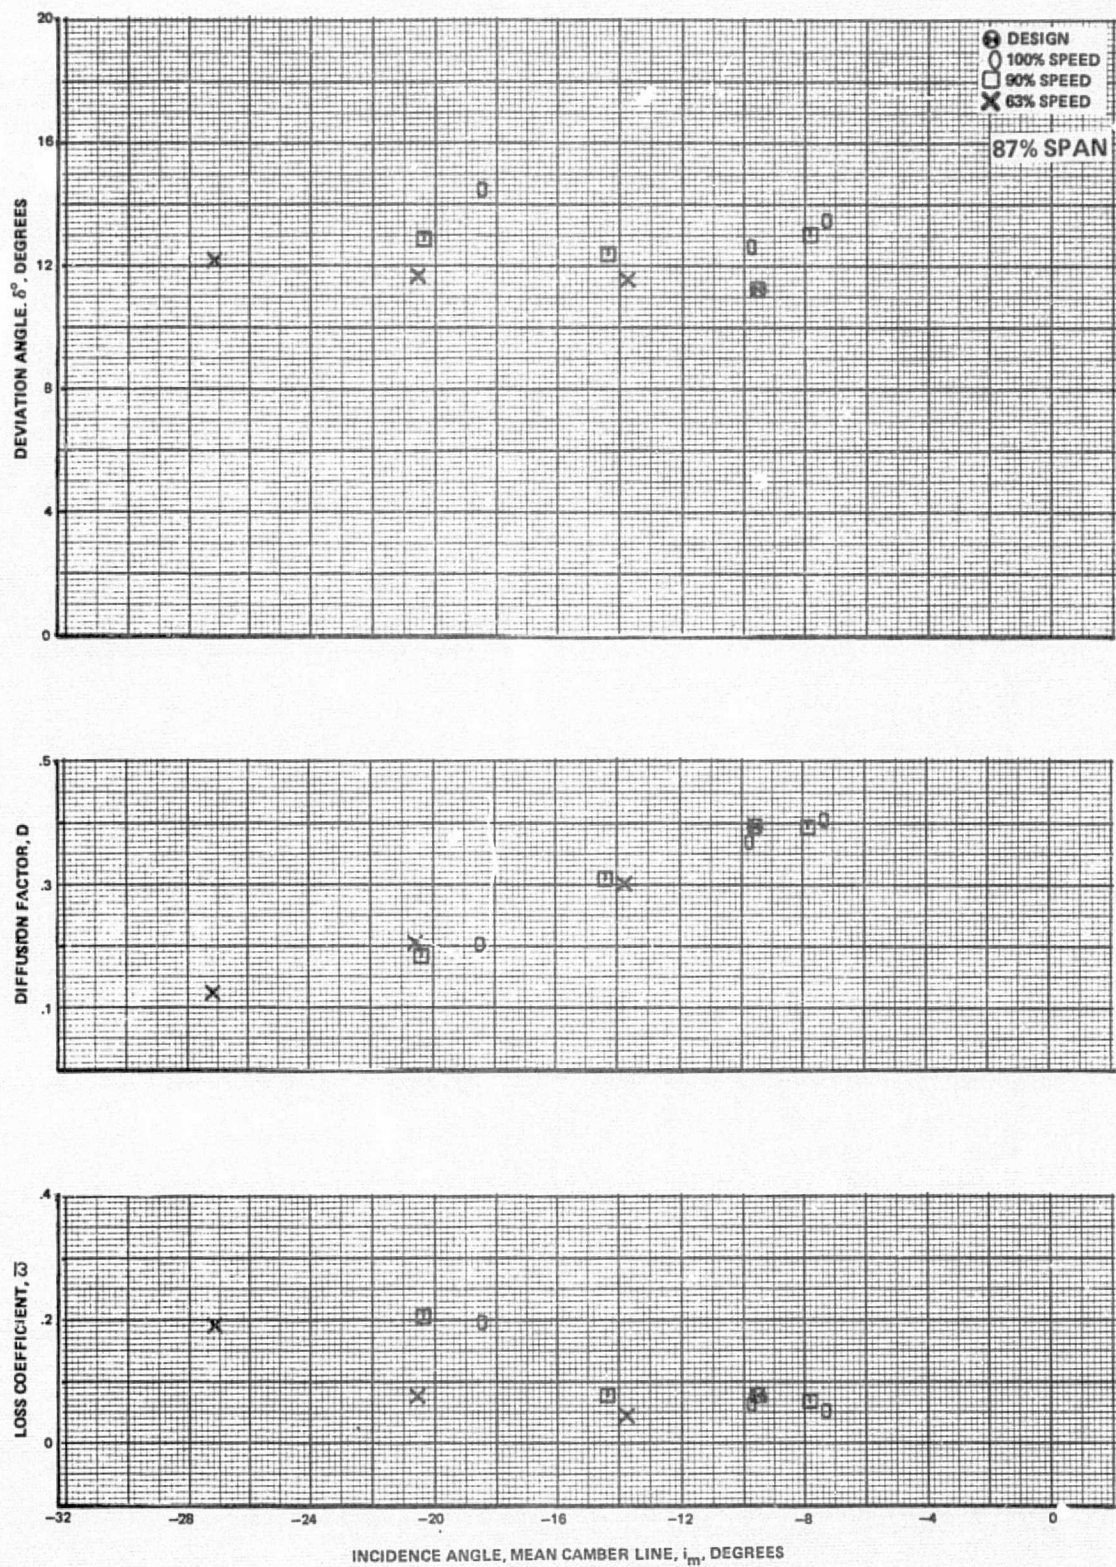 DESIGN
100% SPEED
90% SPEED
63% SPEED
87% SPAN
DEVIATION ANGLE, δ°, DEGREES
20
16
12
8
4
0
DIFFUSION FACTOR, D
.5
.3
.1
LOSS COEFFICIENT, ω̅
.4
.2
0
−32 −28 −24 −20 −16 −12 −8 −4 0
INCIDENCE ANGLE, MEAN CAMBER LINE, iₘ, DEGREES